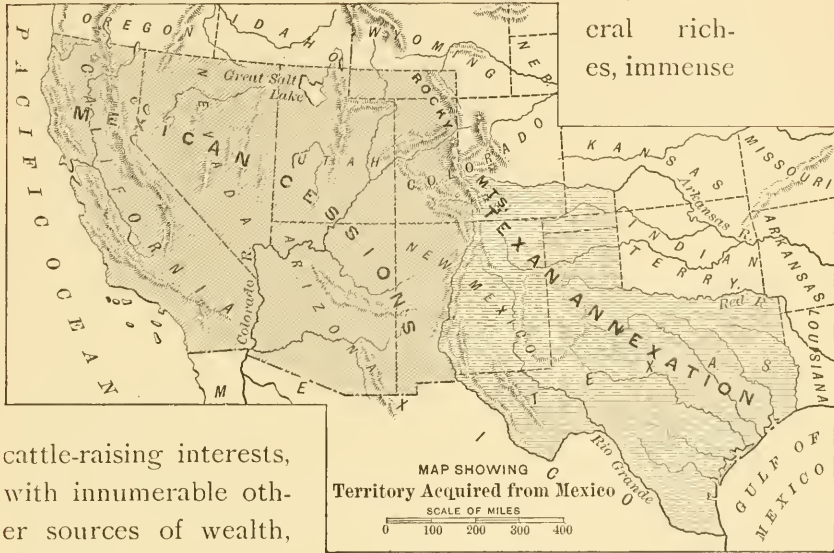 eral rich-
es, immense
OREGON
IDAHO
WYOMING
NEB
PACIFIC OCEAN
CALIFORNIA
NEVADA
Great Salt
Lake
UTAH
ROCKY
MTS.
COLORADO
KANSAS
MISSOURI
Arkansas R.
MEXICAN CESSIONS
TEXAN ANNEXATION
INDIAN
TERRY.
ARKANSAS
Red R.
LOUISIANA
Colorado R.
ARIZONA
NEW MEXICO
TEXAS
MEXICO
Rio Grande
GULF OF
MEXICO
MAP SHOWING
Territory Acquired from Mexico
SCALE OF MILES
0 100 200 300 400
cattle-raising interests,
with innumerable oth-
er sources of wealth,